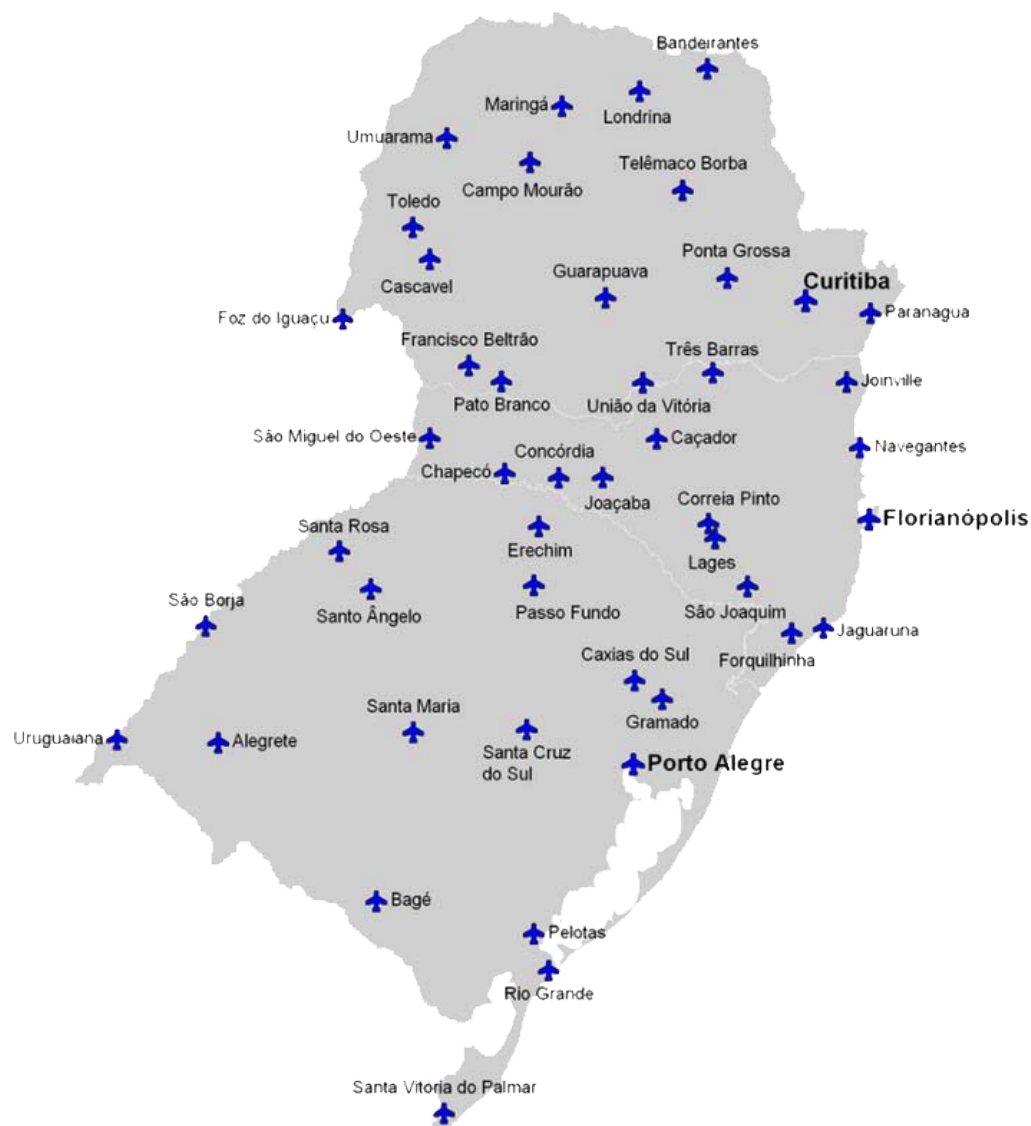 Bandeirantes
Maringá
Londrina
Umuarama
Campo Mourão
Telêmaco Borba
Toledo
Cascavel
Guarapuava
Ponta Grossa
Curitiba
Foz do Iguaçu
Paranagua
Francisco Beltrão
Três Barras
Joinville
Pato Branco
União da Vitória
São Miguel do Oeste
Caçador
Navegantes
Concórdia
Chapecó
Joaçaba
Correia Pinto
Florianópolis
Santa Rosa
Erechim
Lages
São Borja
Santo Ângelo
Passo Fundo
São Joaquim
Jaguaruna
Forquilhinha
Caxias do Sul
Gramado
Santa Maria
Uruguaiana
Alegrete
Santa Cruz
do Sul
Porto Alegre
Bagé
Pelotas
Rio Grande
Santa Vitoria do Palmar